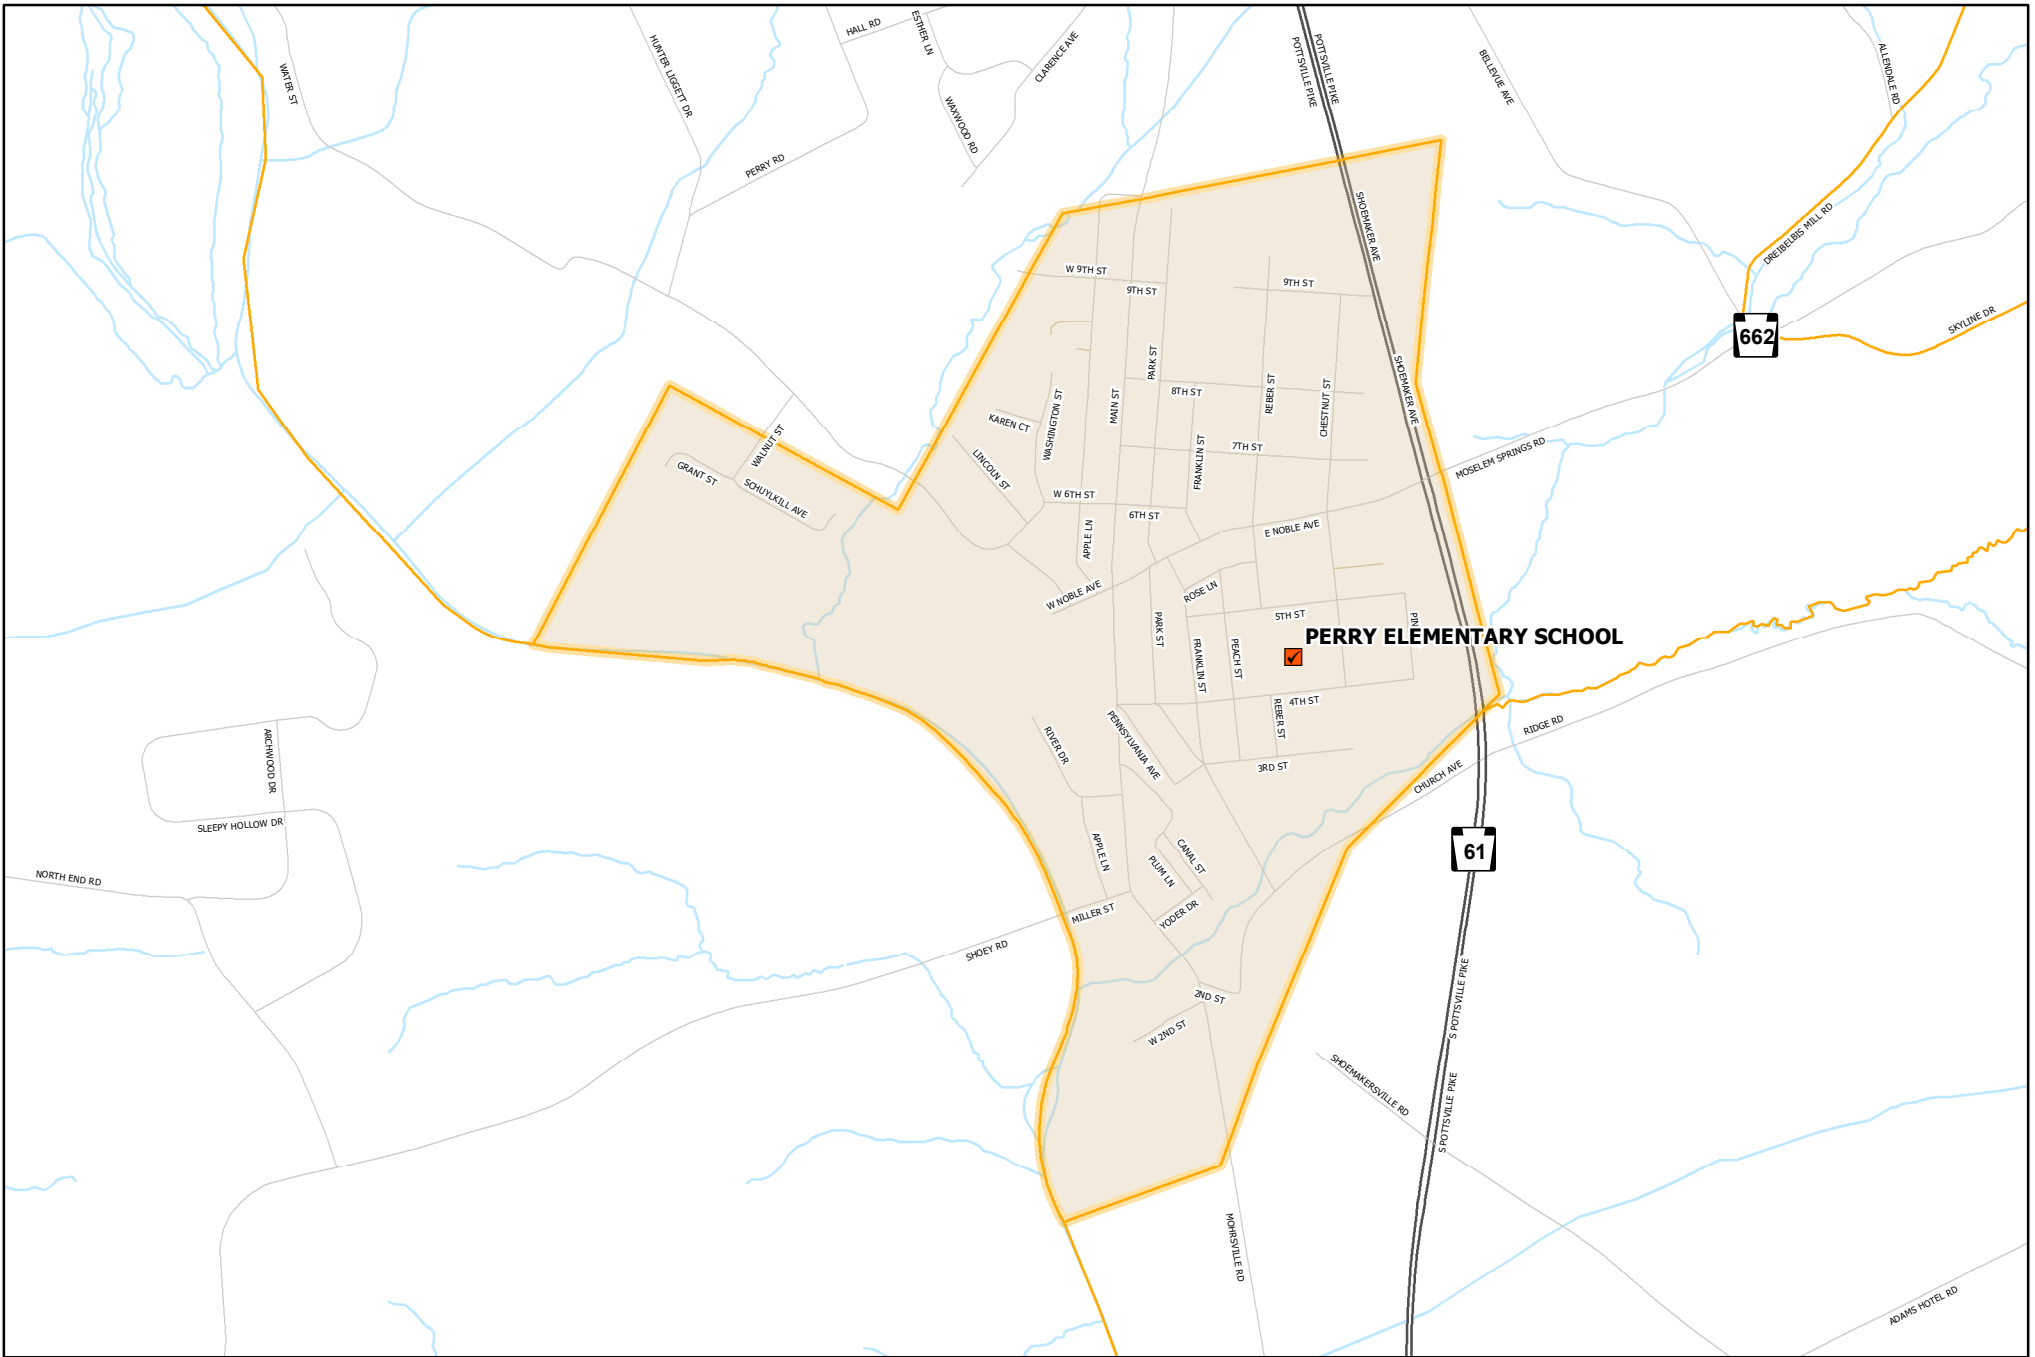 HALL RD
ESTHER LN
CLARENCE AVE
HUNTER LIGGETT DR
WATER ST
WAXWOOD RD
PERRY RD
POTTSVILLE PIKE
POTTSVILLE PIKE
BELLEVUE AVE
ALLENDALE RD
DREIBELBIS MILL RD
SKYLINE DR
662
SHOEMAKER AVE
W 9TH ST
9TH ST
9TH ST
PARK ST
8TH ST
REBER ST
CHESTNUT ST
SHOEMAKER AVE
MAIN ST
WASHINGTON ST
KAREN CT
LINCOLN ST
FRANKLIN ST
7TH ST
MOSELEM SPRINGS RD
WALNUT ST
GRANT ST
SCHUYLKILL AVE
W 6TH ST
6TH ST
APPLE LN
E NOBLE AVE
W NOBLE AVE
ROSE LN
5TH ST
PARK ST
FRANKLIN ST
PEACH ST
PERRY ELEMENTARY SCHOOL
4TH ST
REBER ST
3RD ST
PENNSYLVANIA AVE
RIVER DR
RIDGE RD
CHURCH AVE
61
ARCHWOOD DR
SLEEPY HOLLOW DR
NORTH END RD
APPLE LN
CANAL ST
PLUM LN
YODER DR
MILLER ST
SHOEY RD
2ND ST
W 2ND ST
S POTTSVILLE PIKE
S POTTSVILLE PIKE
SHOEMAKERSVILLE RD
MOHRSVILLE RD
ADAMS HOTEL RD